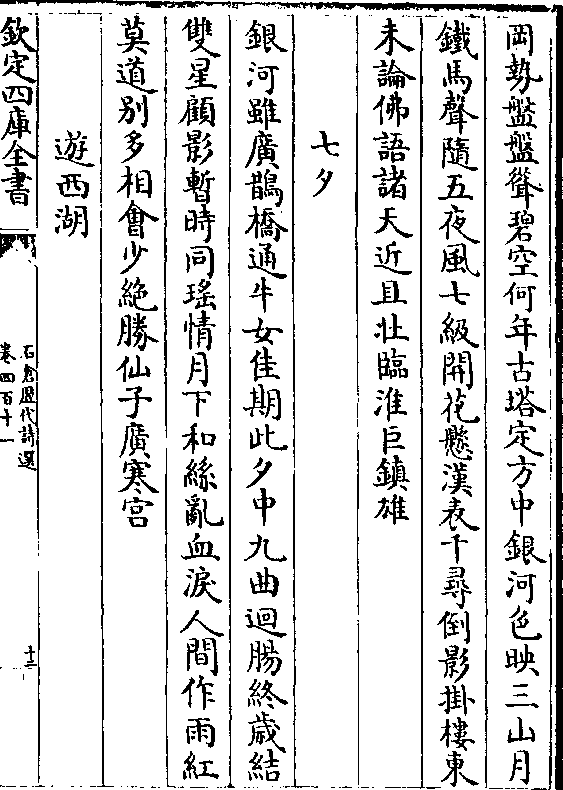 岡勢盤盤聳碧空何年古塔定方中銀河色映三山月
鐵馬聲隨五夜風七級開花懸漢表千尋倒影掛樓東
未論佛語諸天近且壯臨淮巨鎮雄
七夕
銀河雖廣鵲橋通牛女佳期此夕中九曲迴腸終歲結
雙星顧影暫時同瑤情月下和絲亂血淚人間作雨紅
莫道別多相會少絶勝仙子廣寒宫
遊西湖
欽定四庫全書
石倉歴代詩選
卷四百十一
十三